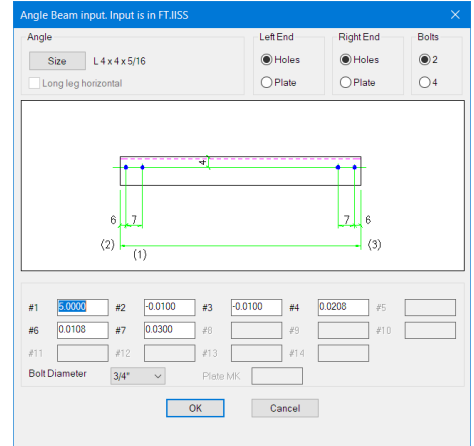 Angle Beam input. Input is in FT.IISS
Angle
Size L 4 x 4 x 5/16
Long leg horizontal
Left End
Holes
Plate
Right End
Holes
Plate
Bolts
2
4
4
6 7 7 6
(2) (1) (3)
#1 5.0000 #2 -0.0100 #3 -0.0100 #4 0.0208 #5
#6 0.0108 #7 0.0300 #8 #9 #10
#11 #12 #13 #14
Bolt Diameter 3/4" Plate MK
OK Cancel